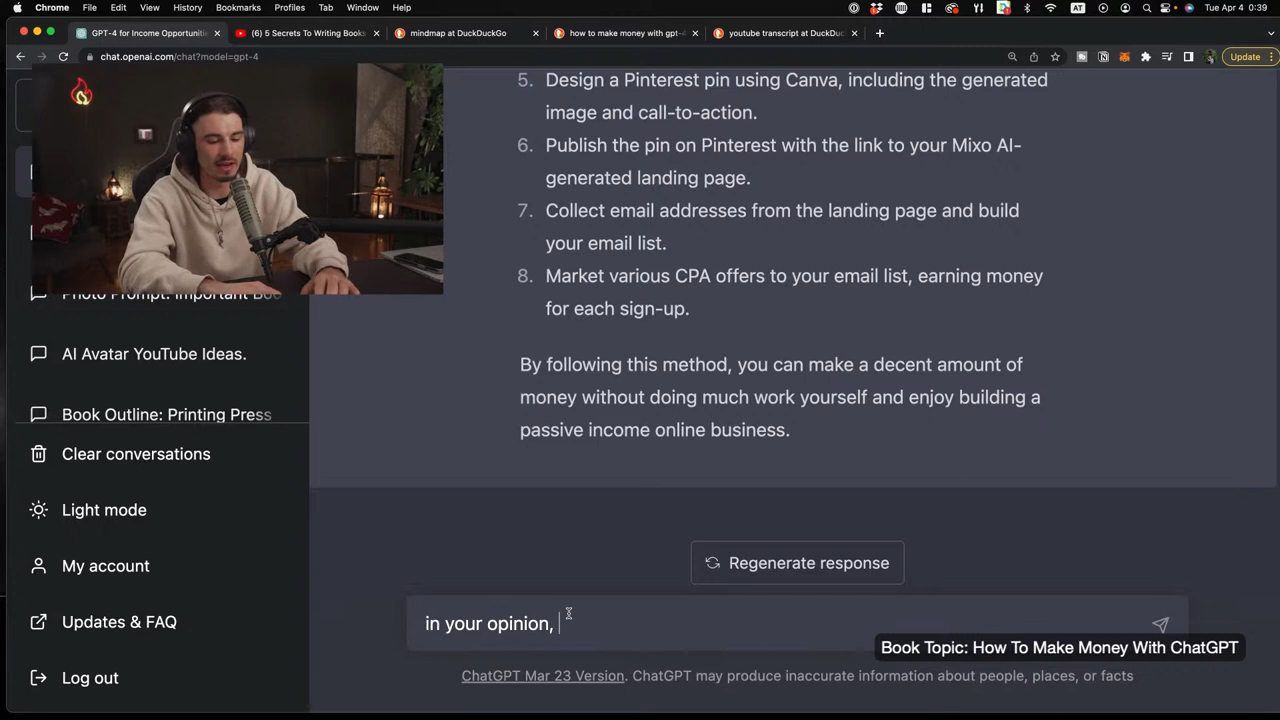 Chrome File Edit View History Bookmarks Profiles Tab Window Help AT Tue Apr 4 0:39
GPT-4 for Income Opportuniti (6) 5 Secrets To Writing Books mindmap at DuckDuckGo how to make money with gpt-4 youtube transcript at DuckDuc
chat.openai.com/chat?model=gpt-4 Update
5. Design a Pinterest pin using Canva, including the generated
image and call-to-action.
6. Publish the pin on Pinterest with the link to your Mixo AI-
generated landing page.
7. Collect email addresses from the landing page and build
your email list.
8. Market various CPA offers to your email list, earning money
for each sign-up.
By following this method, you can make a decent amount of
money without doing much work yourself and enjoy building a
passive income online business.
Photo Prompt: Important Boo
AI Avatar YouTube Ideas.
Book Outline: Printing Press
Clear conversations
Light mode
My account
Updates & FAQ
Log out
Regenerate response
in your opinion,
Book Topic: How To Make Money With ChatGPT
ChatGPT Mar 23 Version. ChatGPT may produce inaccurate information about people, places, or facts